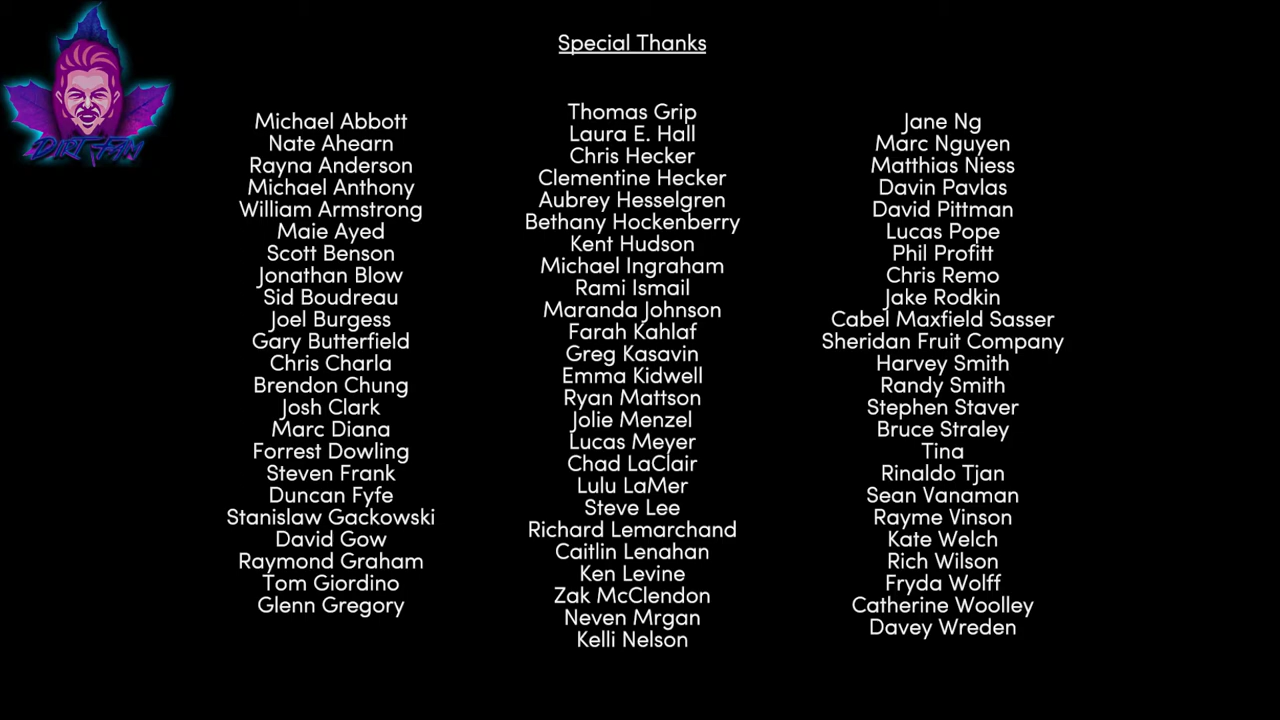 DIRT FAN
Special Thanks
Michael Abbott
Nate Ahearn
Rayna Anderson
Michael Anthony
William Armstrong
Maie Ayed
Scott Benson
Jonathan Blow
Sid Boudreau
Joel Burgess
Gary Butterfield
Chris Charla
Brendon Chung
Josh Clark
Marc Diana
Forrest Dowling
Steven Frank
Duncan Fyfe
Stanislaw Gackowski
David Gow
Raymond Graham
Tom Giordino
Glenn Gregory
Thomas Grip
Laura E. Hall
Chris Hecker
Clementine Hecker
Aubrey Hesselgren
Bethany Hockenberry
Kent Hudson
Michael Ingraham
Rami Ismail
Maranda Johnson
Farah Kahlaf
Greg Kasavin
Emma Kidwell
Ryan Mattson
Jolie Menzel
Lucas Meyer
Chad LaClair
Lulu LaMer
Steve Lee
Richard Lemarchand
Caitlin Lenahan
Ken Levine
Zak McClendon
Neven Mrgan
Kelli Nelson
Jane Ng
Marc Nguyen
Matthias Niess
Davin Pavlas
David Pittman
Lucas Pope
Phil Profitt
Chris Remo
Jake Rodkin
Cabel Maxfield Sasser
Sheridan Fruit Company
Harvey Smith
Randy Smith
Stephen Staver
Bruce Straley
Tina
Rinaldo Tjan
Sean Vanaman
Rayme Vinson
Kate Welch
Rich Wilson
Fryda Wolff
Catherine Woolley
Davey Wreden